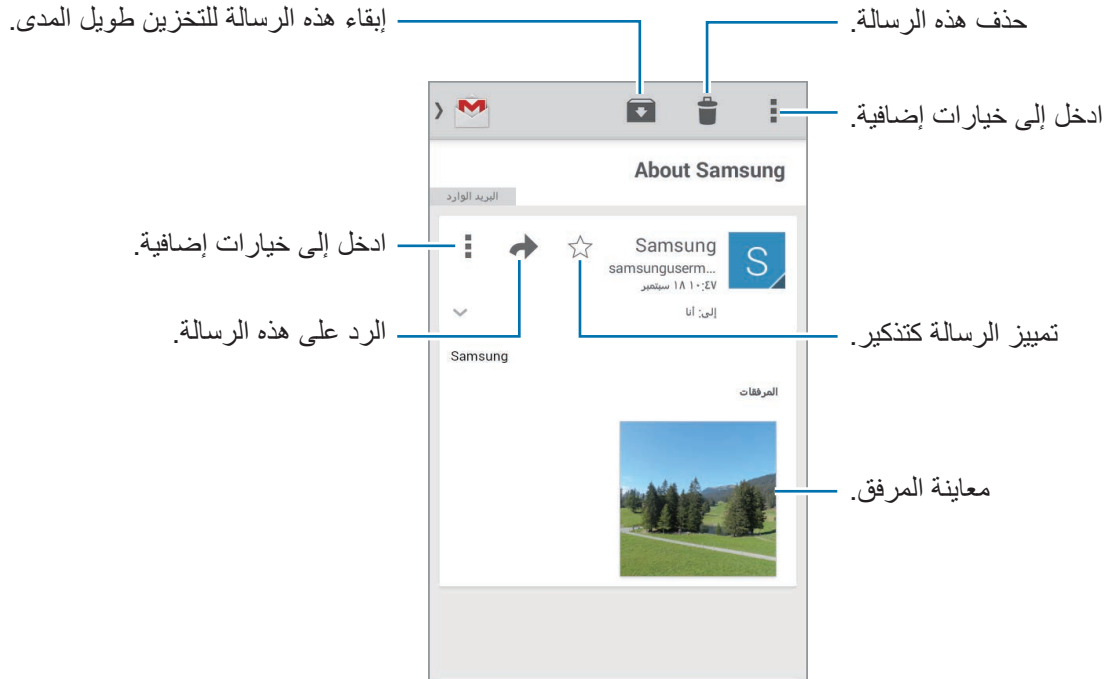 حذف هذه الرسالة.
إبقاء هذه الرسالة للتخزين طويل المدى.
ادخل إلى خيارات إضافية.
About Samsung
البريد الوارد
S
Samsung
samsunguserm...
١٠:٤٧ ١٨ سبتمبر
إلى: أنا
ادخل إلى خيارات إضافية.
تمييز الرسالة كتذكير.
الرد على هذه الرسالة.
Samsung
المرفقات
معاينة المرفق.